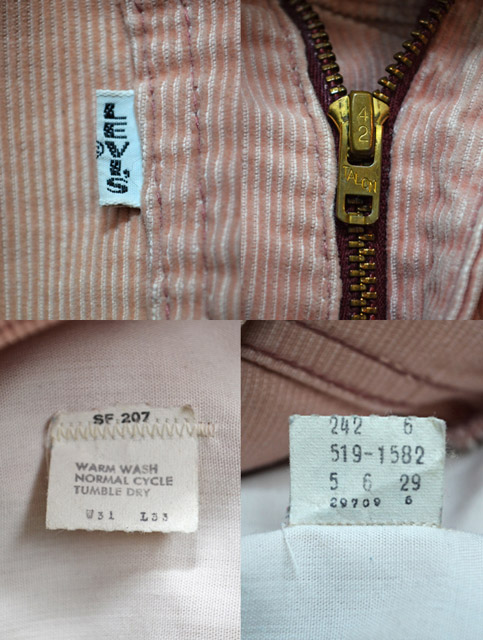 LEVI'S
®
42
TALON
SF.207
WARM WASH
NORMAL CYCLE
TUMBLE DRY
W31 L33
242 6
519-1582
5 6 29
29709 6